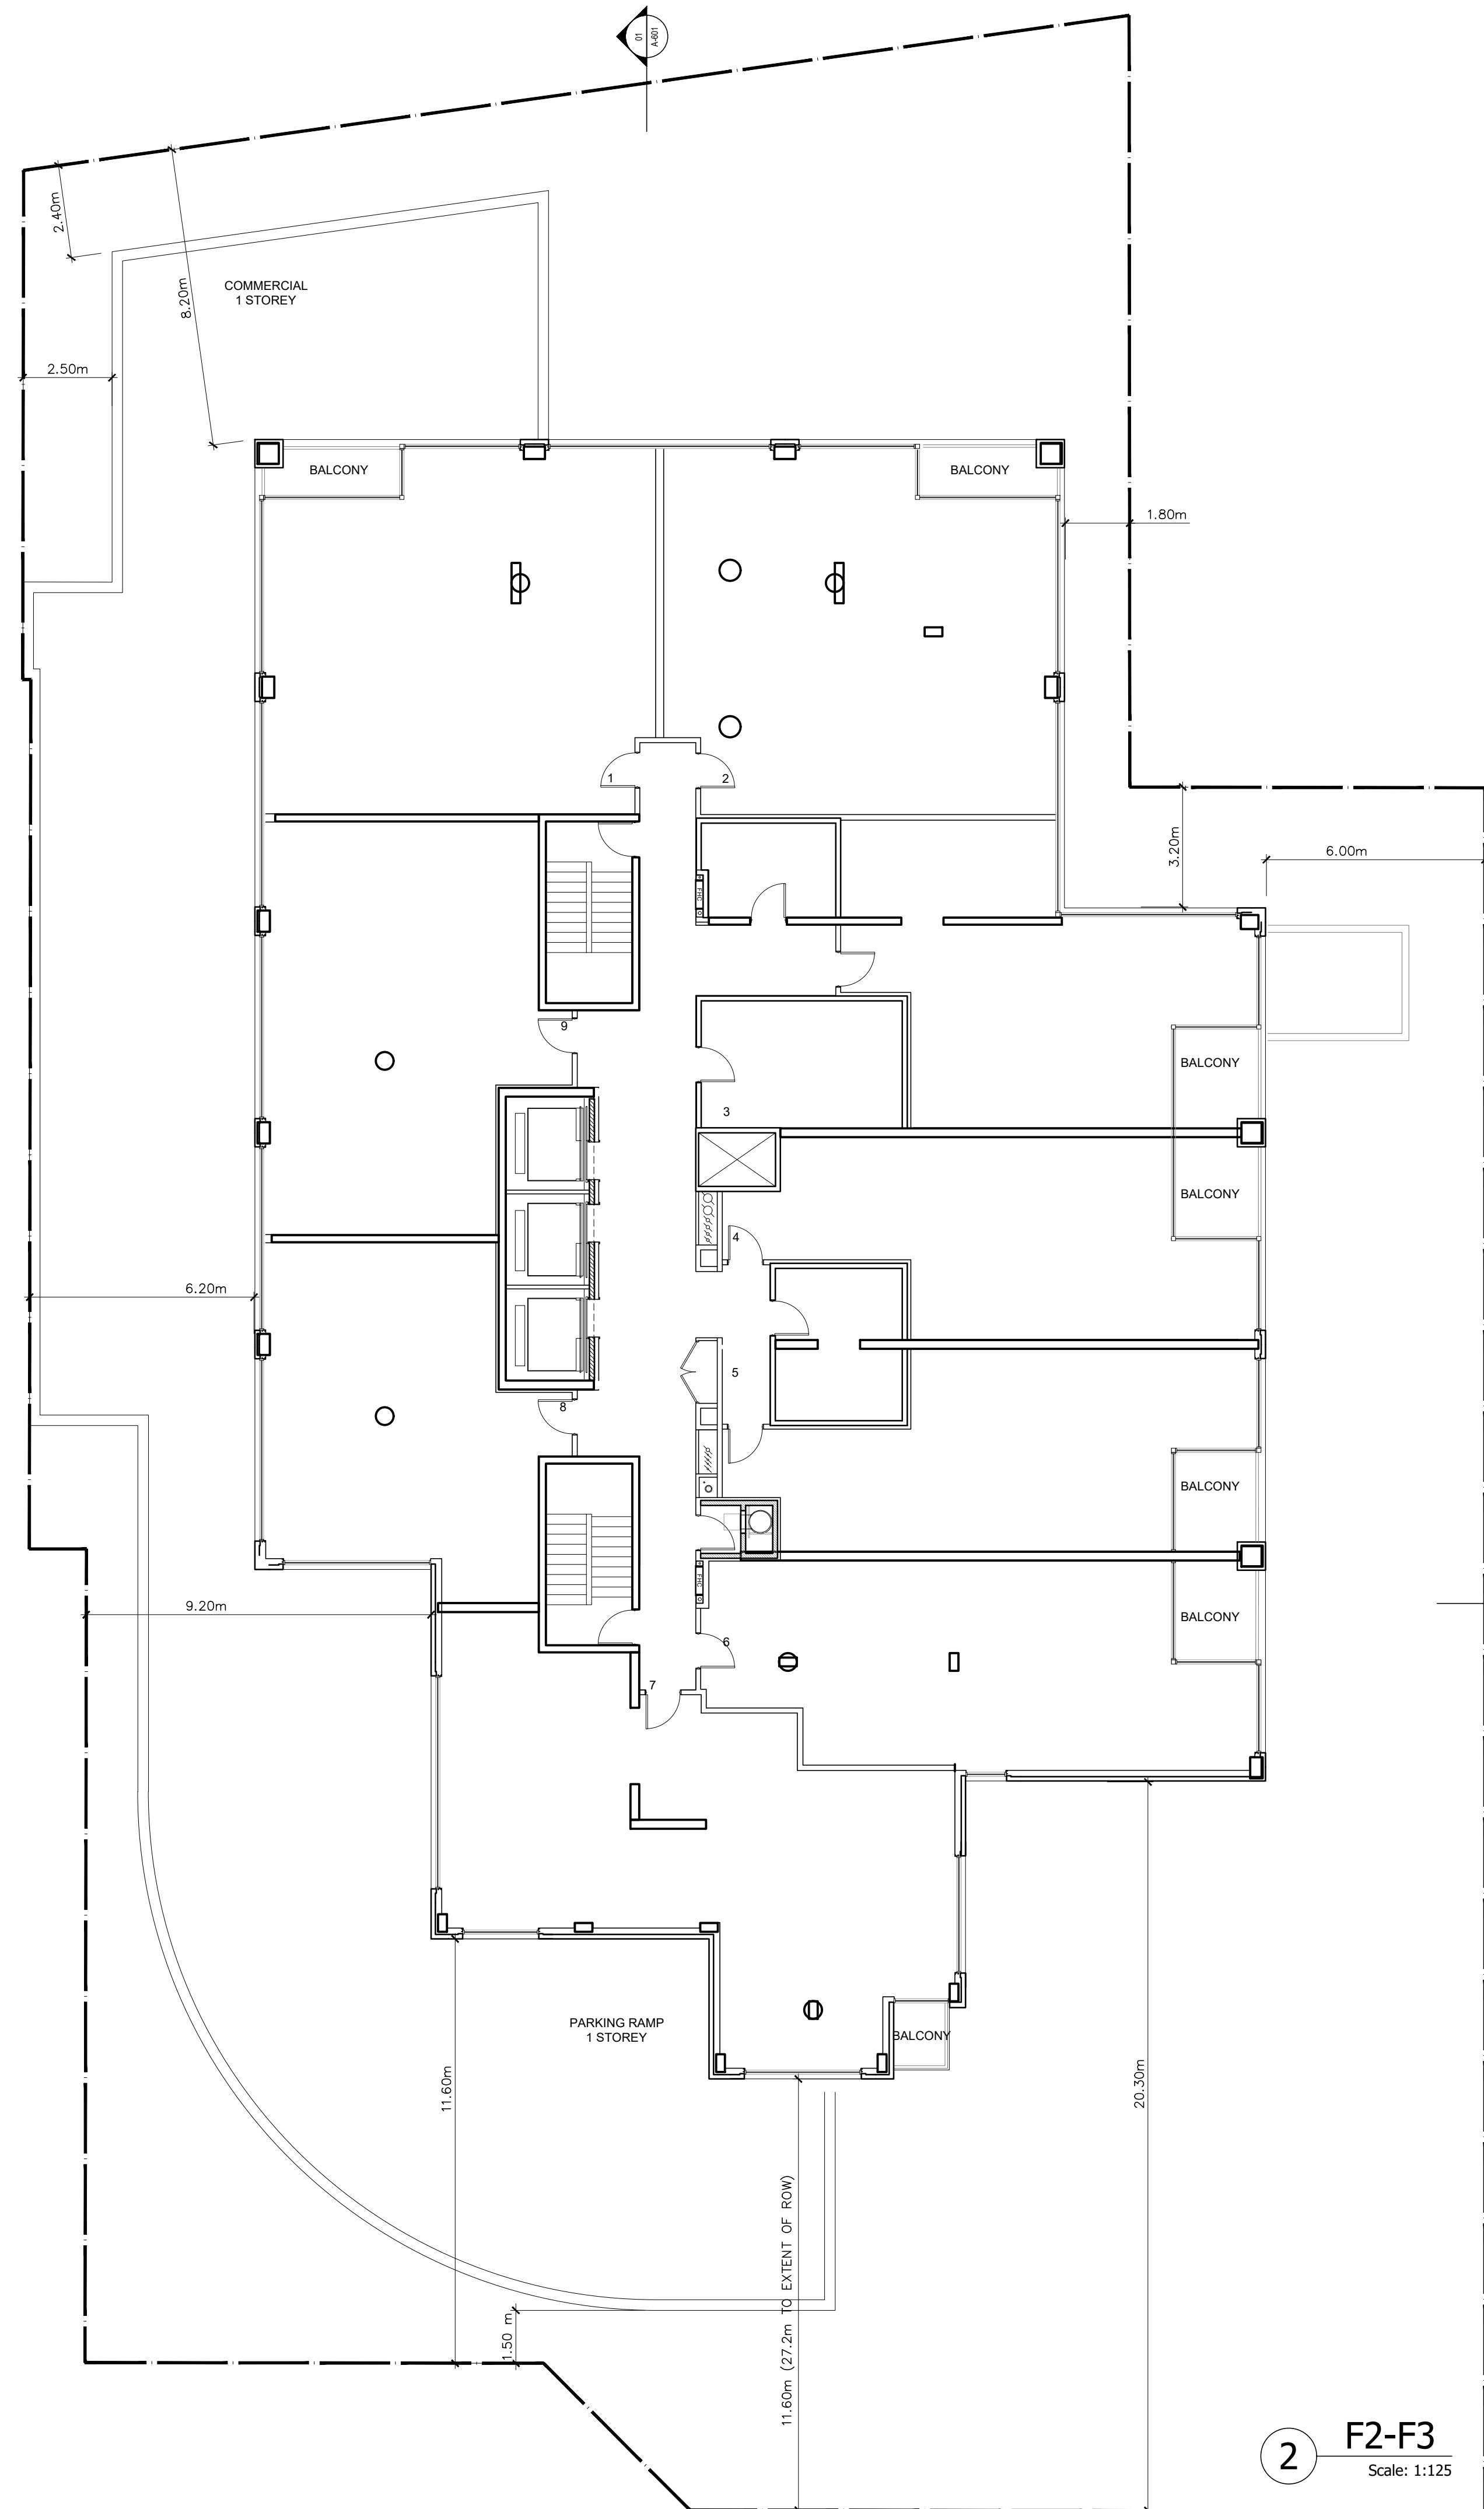 01
A-601
2.40m
8.20m
COMMERCIAL
1 STOREY
2.50m
BALCONY
BALCONY
1.80m
1
2
3.20m
6.00m
FHC
9
BALCONY
3
BALCONY
4
6.20m
5
8
BALCONY
FHC
9.20m
BALCONY
6
7
PARKING RAMP
1 STOREY
BALCONY
11.60m
20.30m
11.60m (27.2m TO EXTENT OF ROW)
1.50 m
2
F2-F3
Scale: 1:125